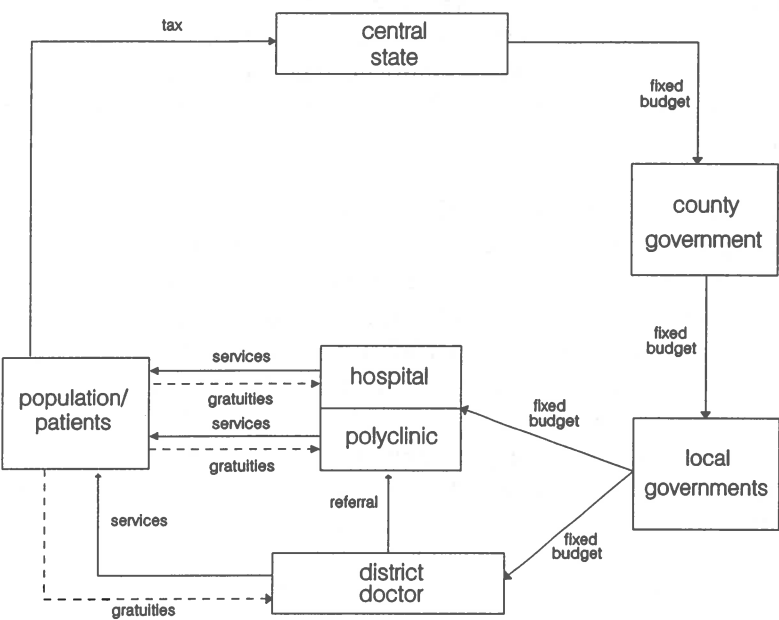 tax
central
state
fixed
budget
county
government
fixed
budget
services
hospital
gratuities
population/
patients
services
polyclinic
gratuities
fixed
budget
local
governments
referral
services
fixed
budget
district
doctor
gratuities